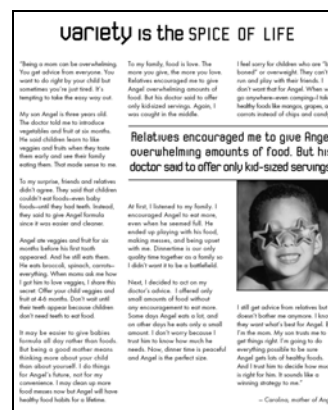 variety is the SPICE OF LIFE
"Being a mom can be overwhelming.
You get advice from everyone. You
want to do right by your child but
sometimes you're just tired. It's
tempting to take the easy way out.
My son Angel is three years old.
The doctor told me to introduce
vegetables and fruit at six months.
He said children learn to like
veggies and fruits when they taste
them early and see their family
eating them. That made sense to me.
To my surprise, friends and relatives
didn't agree. They said that children
couldn't eat foods–even baby
foods–until they had teeth. Instead,
they said to give Angel formula
since it was easier and cleaner.
Angel ate veggies and fruit for six
months before his first tooth
appeared. And he still eats them.
He eats broccoli, spinach, carrots–
everything. When moms ask me how
I got him to love veggies, I share this
secret. Offer your child veggies and
fruit at 4-6 months. Don't wait until
their teeth appear because children
don't need teeth to eat food.
It may be easier to give babies
formula all day rather than foods.
But being a good mother means
thinking more about your child
than about yourself. I do things
for Angel's future, not for my
convenience. I may clean up more
food messes now but Angel will have
healthy food habits for a lifetime.
To my family, food is love. The
more you give, the more you love.
Relatives encouraged me to give
Angel overwhelming amounts of
food. But his doctor said to offer
only kid-sized servings. Again, I
was caught in the middle.
Relatives encouraged me to give Ange
overwhelming amounts of food. But his
doctor said to offer only kid-sized servings
At first, I listened to my family. I
encouraged Angel to eat more,
even when he seemed full. He
ended up playing with his food,
making messes, and being upset
with me. Dinnertime is our only
quality time together as a family so
I didn't want it to be a battlefield.
Next, I decided to act on my
doctor's advice. I offered only
small amounts of food without
any encouragement to eat more.
Some days Angel eats a lot, and
on other days he eats only a small
amount. I don't worry because I
trust him to know how much he
needs. Now, dinner time is peaceful
and Angel is the perfect size.
I feel sorry for children who are "b
boned" or overweight. They can't
run and play with their friends. I
don't want that for Angel. When w
go anywhere–even camping–I tak
healthy foods like mangos, grapes, a
carrots instead of chips and candy
I still get advice from relatives but
doesn't bother me anymore. I know
they want what's best for Angel. B
I'm the mom. My son trusts me to
get things right. I'm going to do
everything possible to be sure
Angel gets lots of healthy foods.
And I trust him to decide how muc
is right for him. It sounds like a
winning strategy to me."
– Carolina, mother of Ang